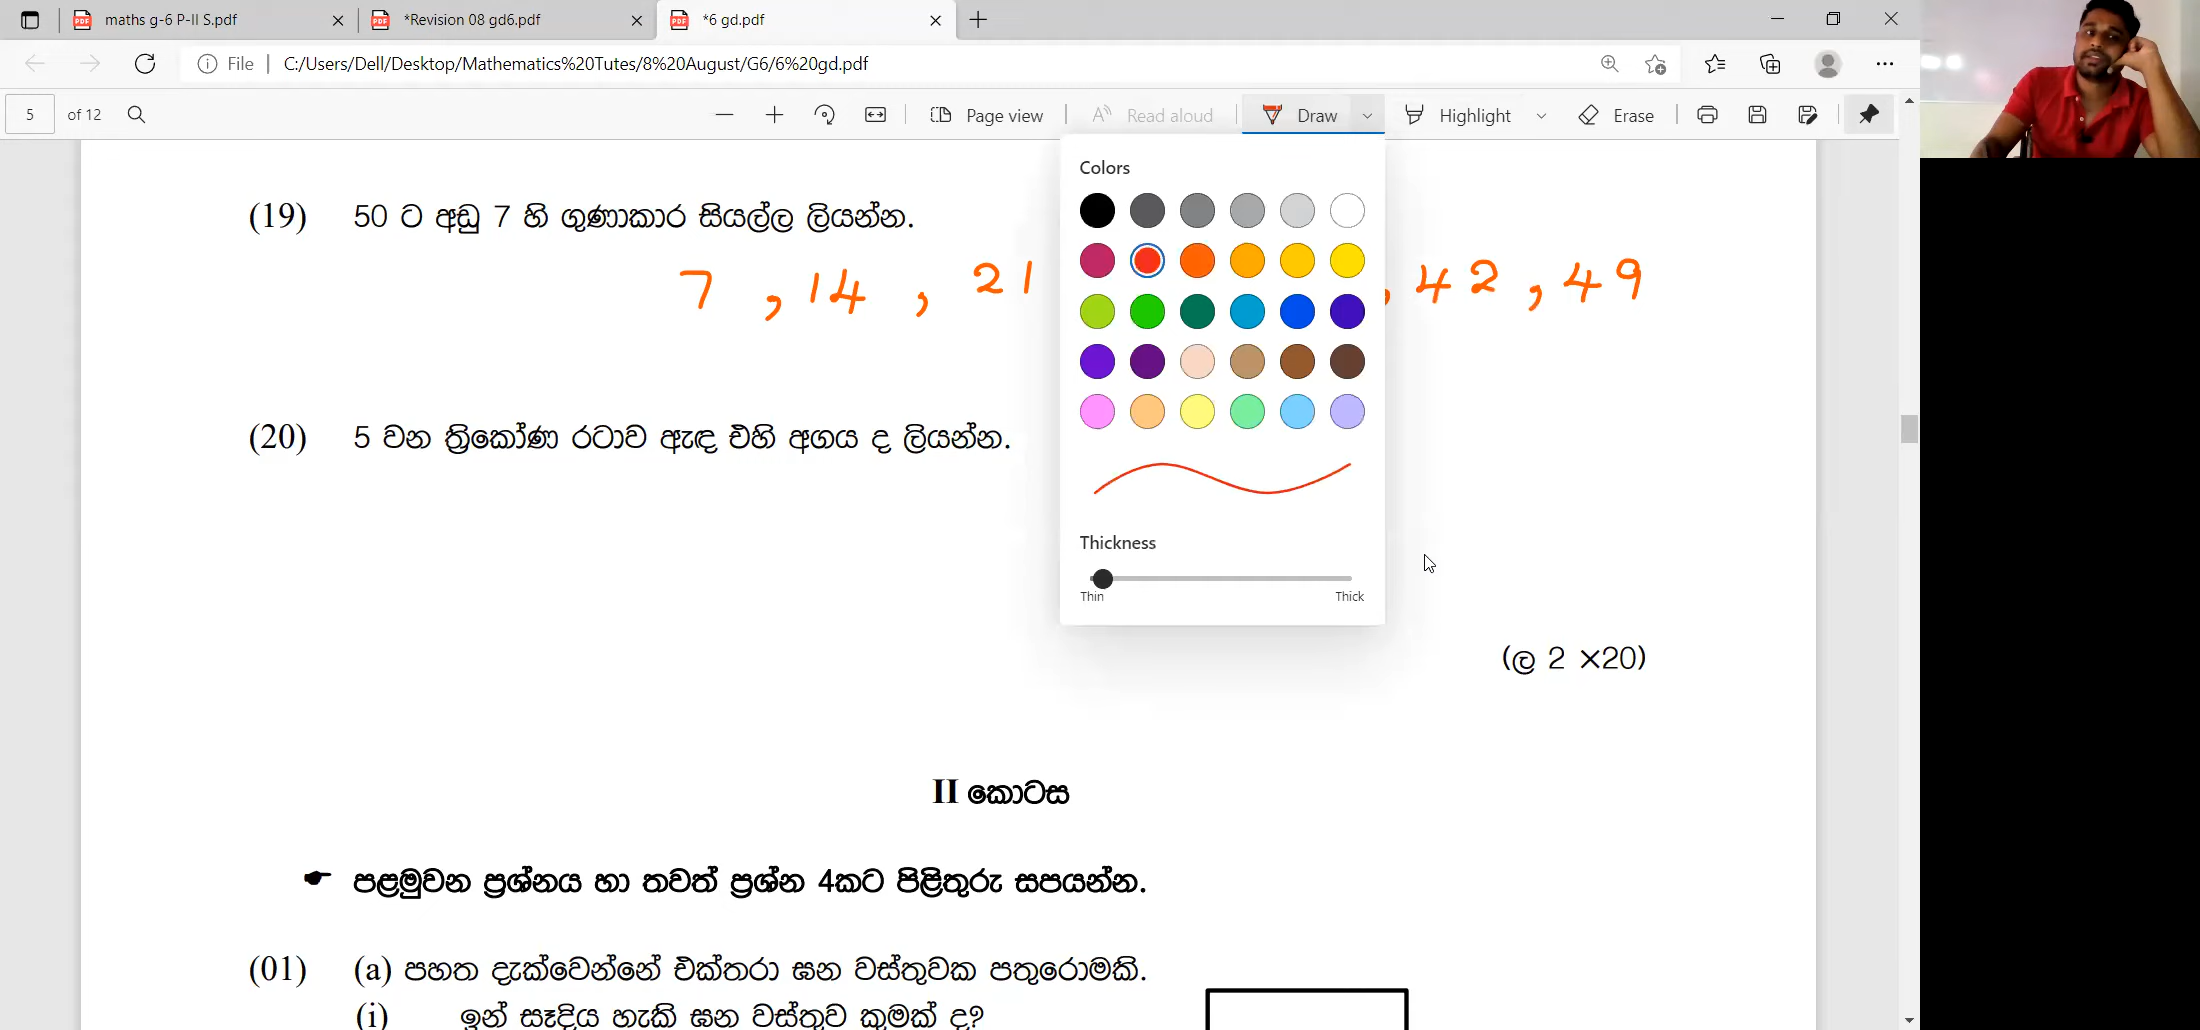 maths g-6 P-II S.pdf
*Revision 08 gd6.pdf
*6 gd.pdf
File
C:/Users/Dell/Desktop/Mathematics%20Tutes/8%20August/G6/6%20gd.pdf
5 of 12
Page view
Read aloud
Draw
Highlight
Erase
Colors
(19) 50 ට අඩු 7 හි ගුණාකාර සියල්ල ලියන්න.
7 , 14 , 21 , 42 , 49
(20) 5 වන ත්‍රිකෝණ රටාව ඇඳ එහි අගය ද ලියන්න.
Thickness
Thin Thick
(ල 2 ×20)
II කොටස
පළමුවන ප්‍රශ්නය හා තවත් ප්‍රශ්න 4කට පිළිතුරු සපයන්න.
(01) (a) පහත දැක්වෙන්නේ එක්තරා ඝන වස්තුවක පතුරොමකි.
(i) ඉන් සෑදිය හැකි ඝන වස්තුව කුමක් ද?